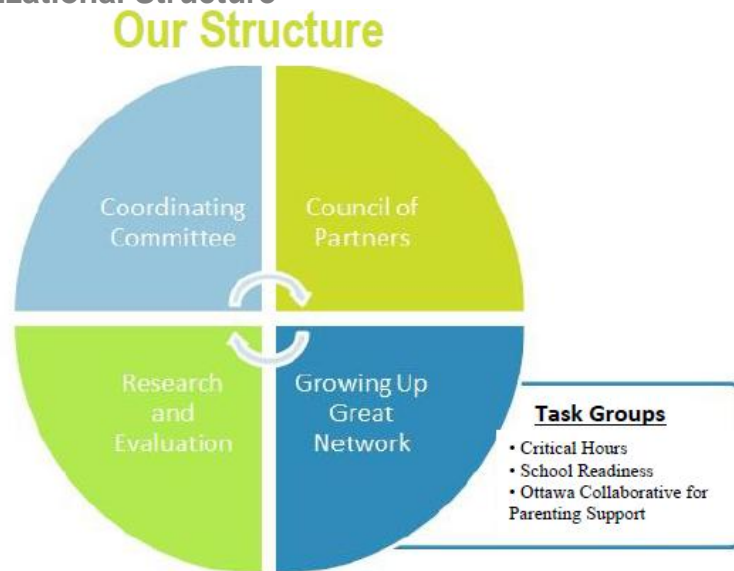 Our Structure
Coordinating
Committee
Council of
Partners
Research
and
Evaluation
Growing Up
Great
Network
Task Groups
• Critical Hours
• School Readiness
• Ottawa Collaborative for
Parenting Support